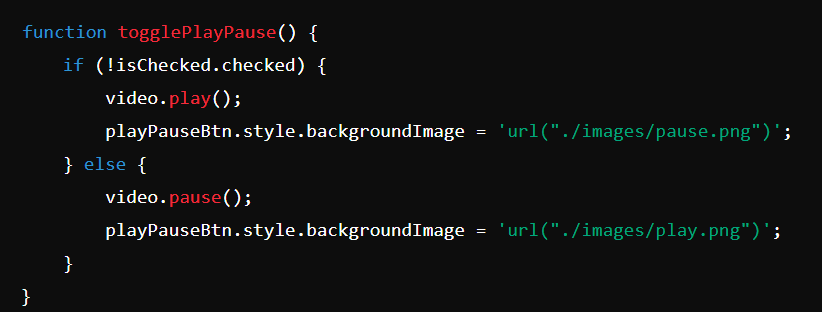 function togglePlayPause() {
    if (!isChecked.checked) {
        video.play();
        playPauseBtn.style.backgroundImage = 'url("./images/pause.png")';
    } else {
        video.pause();
        playPauseBtn.style.backgroundImage = 'url("./images/play.png")';
    }
}